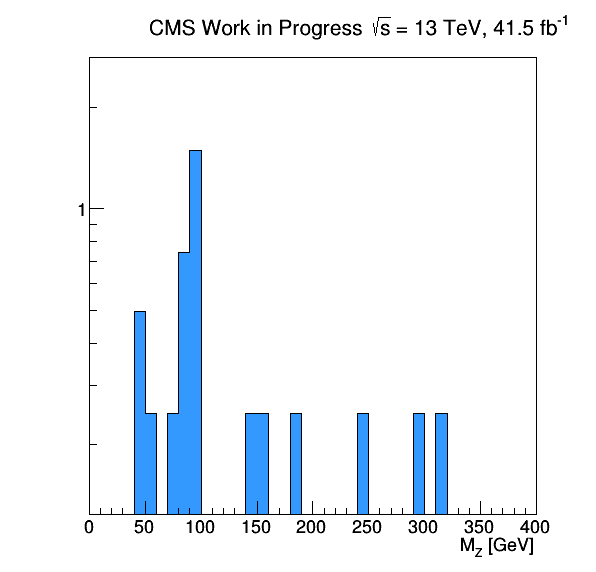 CMS Work in Progress √s = 13 TeV, 41.5 fb⁻¹
1
0 50 100 150 200 250 300 350 400
M_Z [GeV]